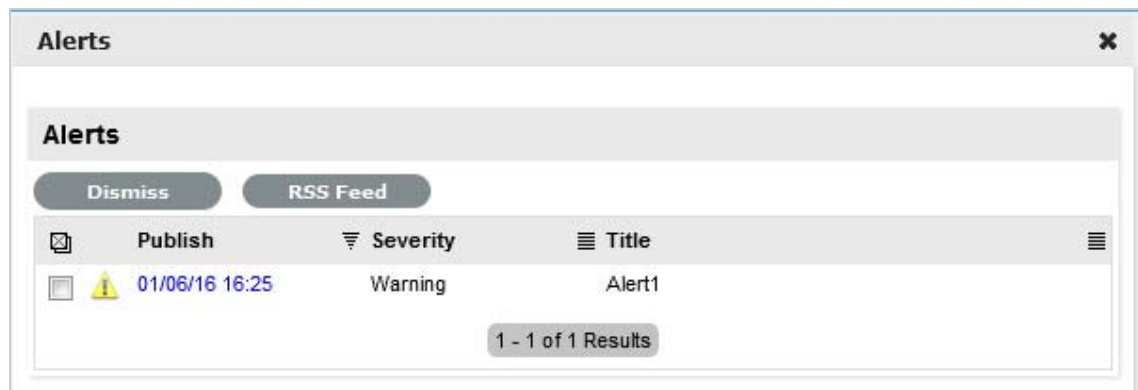 Alerts
Alerts
Dismiss RSS Feed
Publish Severity Title
01/06/16 16:25 Warning Alert1
1 - 1 of 1 Results